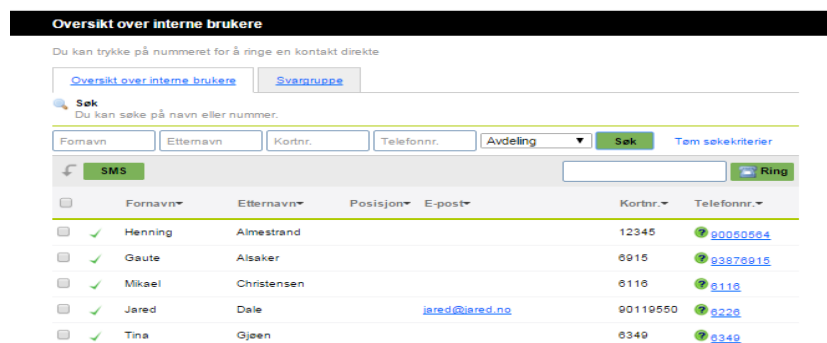 Oversikt over interne brukere
Du kan trykke på nummeret for å ringe en kontakt direkte
Oversikt over interne brukere Svargruppe
Søk
Du kan søke på navn eller nummer.
Fornavn Etternavn Kortnr. Telefonnr. Avdeling Søk Tøm søkekriterier
SMS Ring
Fornavn Etternavn Posisjon E-post Kortnr. Telefonnr.
Henning Almestrand 12345 90050564
Gaute Alsaker 6915 93876915
Mikael Christensen 6116 6116
Jared Dale jared@jared.no 90119550 6226
Tina Gjøen 6349 6349